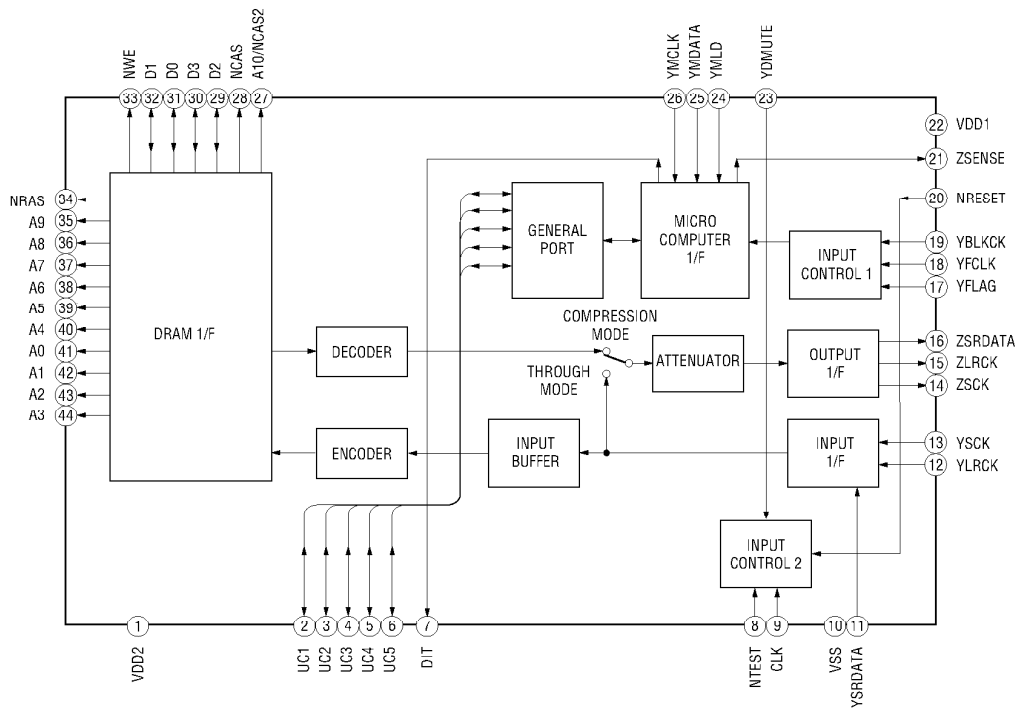 NWE
D1
D0
D3
D2
NCAS
A10/NCAS2
YMCLK
YMDATA
YMLD
YDMUTE
33
32
31
30
29
28
27
26
25
24
23
22 VDD1
21 ZSENSE
NRAS 34
20 NRESET
A9 35
A8 36
A7 37
A6 38
A5 39
A4 40
A0 41
A1 42
A2 43
A3 44
DRAM 1/F
GENERAL
PORT
MICRO
COMPUTER
1/F
INPUT
CONTROL 1
19 YBLKCK
18 YFCLK
17 YFLAG
DECODER
COMPRESSION
MODE
THROUGH
MODE
ATTENUATOR
OUTPUT
1/F
16 ZSRDATA
15 ZLRCK
14 ZSCK
ENCODER
INPUT
BUFFER
INPUT
1/F
13 YSCK
12 YLRCK
INPUT
CONTROL 2
1
2
3
4
5
6
7
8
9
10
11
VDD2
UC1
UC2
UC3
UC4
UC5
DIT
NTEST
CLK
VSS
YSRDATA